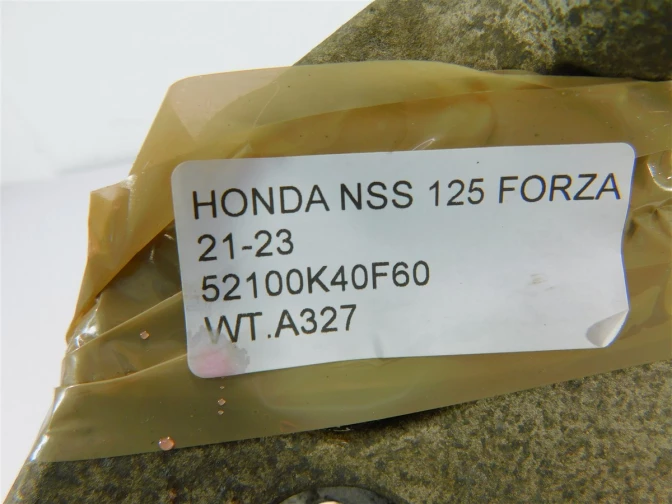 HONDA NSS 125 FORZA
21-23
52100K40F60
WT.A327